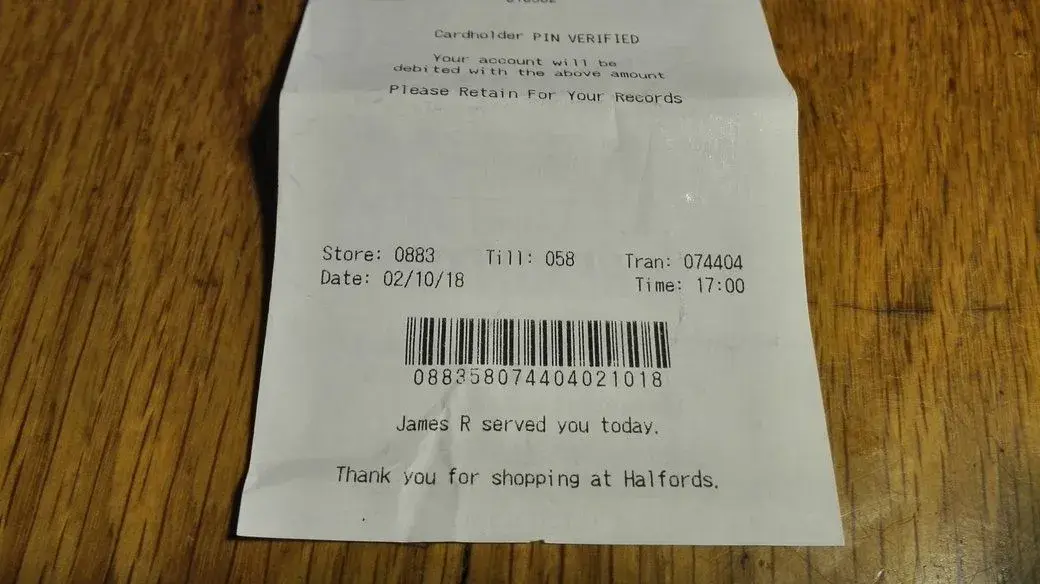 Cardholder PIN VERIFIED
Your account will be
debited with the above amount
Please Retain For Your Records
Store: 0883 Till: 058 Tran: 074404
Date: 02/10/18 Time: 17:00
088358074404021018
James R served you today.
Thank you for shopping at Halfords.